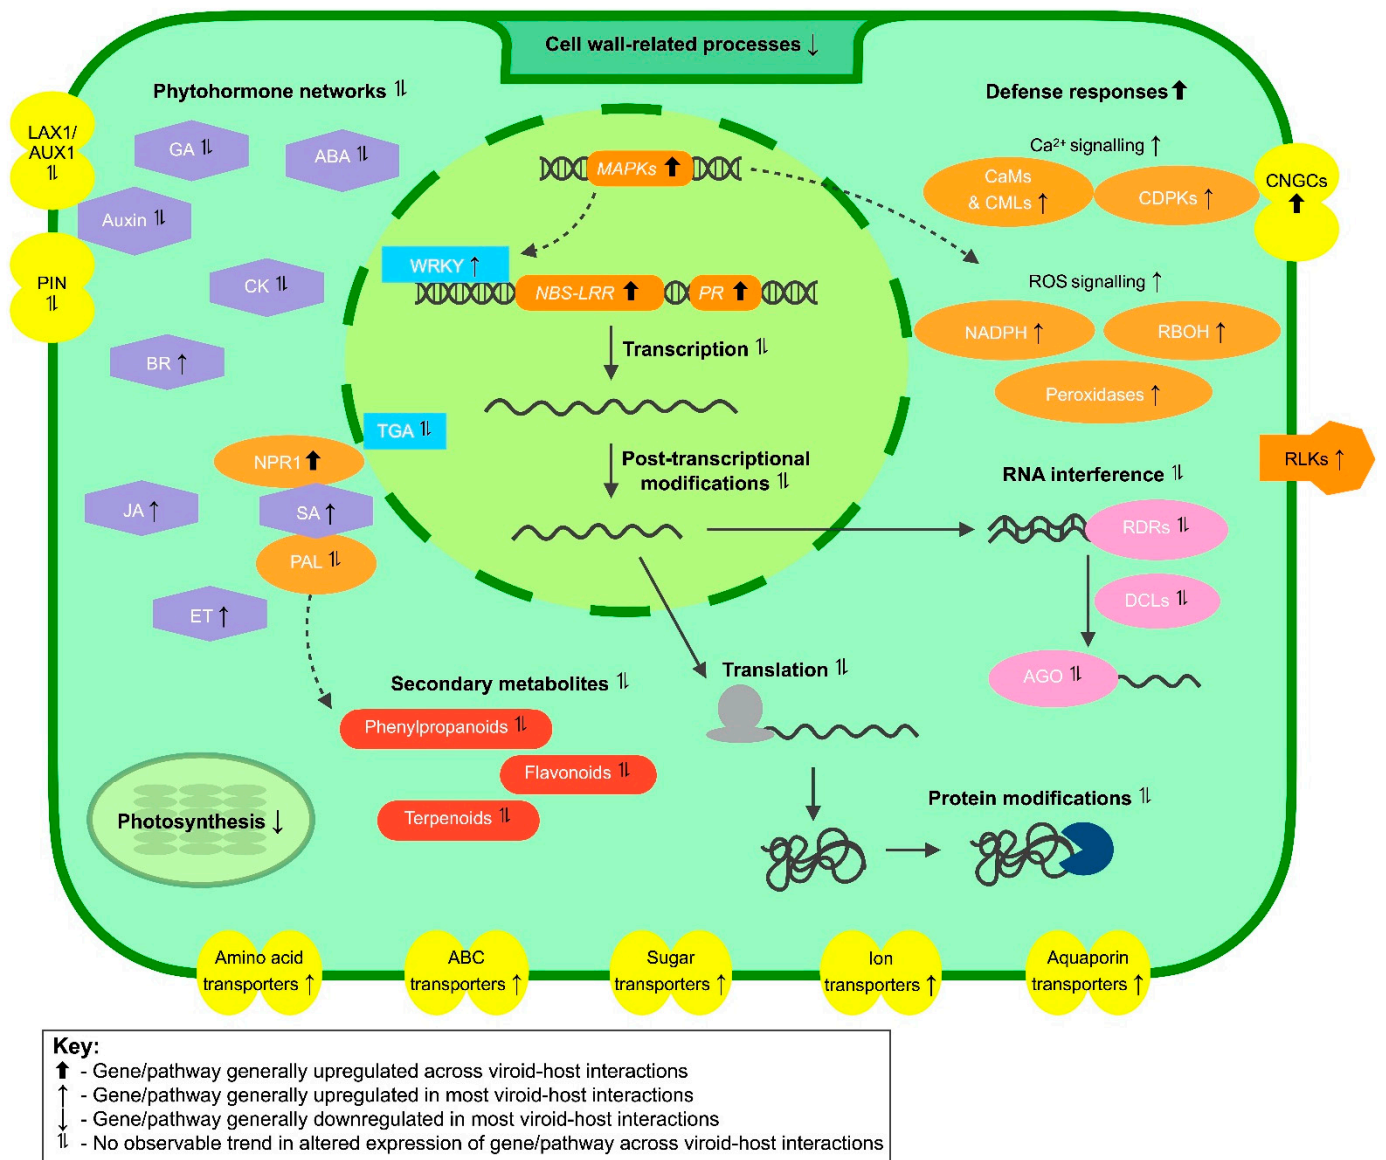 Cell wall-related processes ↓
Phytohormone networks ⥮
Defense responses ⬆
LAX1/
AUX1
⥮
GA ⥮
ABA ⥮
Auxin ⥮
PIN
⥮
CK ⥮
BR ↑
MAPKs ⬆
WRKY ↑
NBS-LRR ⬆
PR ⬆
Transcription ⥮
TGA ⥮
Post-transcriptional
modifications ⥮
NPR1 ⬆
JA ↑
SA ↑
PAL ⥮
ET ↑
Ca²⁺ signalling ↑
CaMs
& CMLs ↑
CDPKs ↑
CNGCs
⬆
ROS signalling ↑
NADPH ↑
RBOH ↑
Peroxidases ↑
RLKs ↑
RNA interference ⥮
RDRs ⥮
DCLs ⥮
AGO ⥮
Secondary metabolites ⥮
Phenylpropanoids ⥮
Flavonoids ⥮
Terpenoids ⥮
Translation ⥮
Protein modifications ⥮
Photosynthesis ↓
Amino acid
transporters ↑
ABC
transporters ↑
Sugar
transporters ↑
Ion
transporters ↑
Aquaporin
transporters ↑
Key:
⬆ - Gene/pathway generally upregulated across viroid-host interactions
↑ - Gene/pathway generally upregulated in most viroid-host interactions
↓ - Gene/pathway generally downregulated in most viroid-host interactions
⥮ - No observable trend in altered expression of gene/pathway across viroid-host interactions